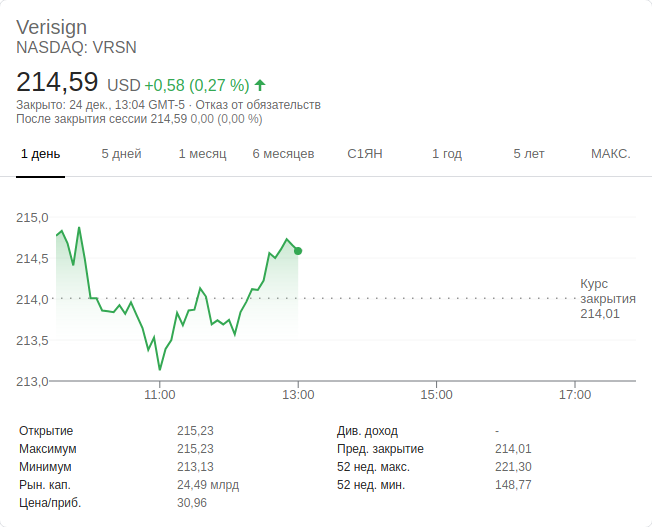 Verisign
NASDAQ: VRSN
214,59 USD +0,58 (0,27 %)
Закрыто: 24 дек., 13:04 GMT-5 · Отказ от обязательств
После закрытия сессии 214,59 0,00 (0,00 %)
1 день 5 дней 1 месяц 6 месяцев С1ЯН 1 год 5 лет МАКС.
215,0
214,5
Курс
214,0 закрытия
214,01
213,5
213,0
11:00 13:00 15:00 17:00
Открытие 215,23 Див. доход -
Максимум 215,23 Пред. закрытие 214,01
Минимум 213,13 52 нед. макс. 221,30
Рын. кап. 24,49 млрд 52 нед. мин. 148,77
Цена/приб. 30,96